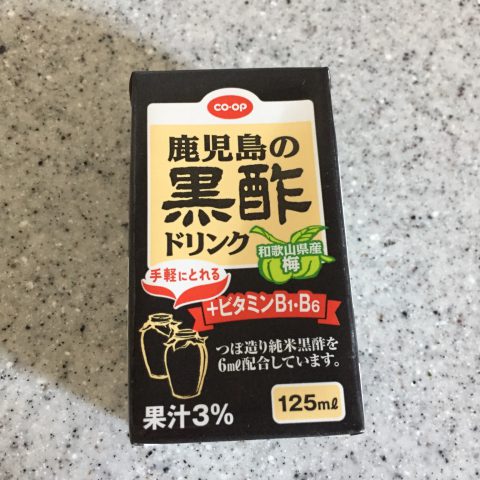 CO・OP
鹿児島の
黒酢
ドリンク
和歌山県産
梅
手軽にとれる
+ビタミンB1・B6
つぼ造り純米黒酢を
6mℓ配合しています。
果汁3%
125mℓ